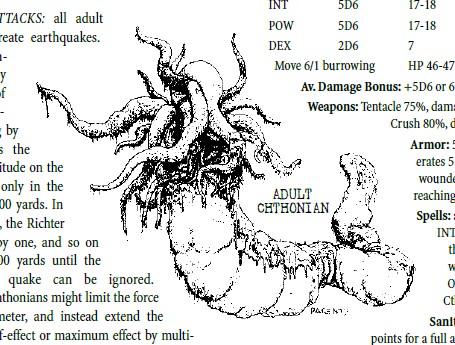 TTACKS: all adult
reate earthquakes.
n-
y
of
-
g by
s the
itude on the
only in the
00 yards. In
, the Richter
by one, and so on
00 yards until the
quake can be ignored.
hthonians might limit the force
meter, and instead extend the
f-effect or maximum effect by multi-
ADULT
CHTHONIAN
PARENTI
INT 5D6 17-18
POW 5D6 17-18
DEX 2D6 7
Move 6/1 burrowing HP 46-47
Av. Damage Bonus: +5D6 or 6
Weapons: Tentacle 75%, dam
Crush 80%, d
Armor: 5
erates 5
wounde
reaching
Spells: a
INT
th
w
O
Cth
Sanit
points for a full a